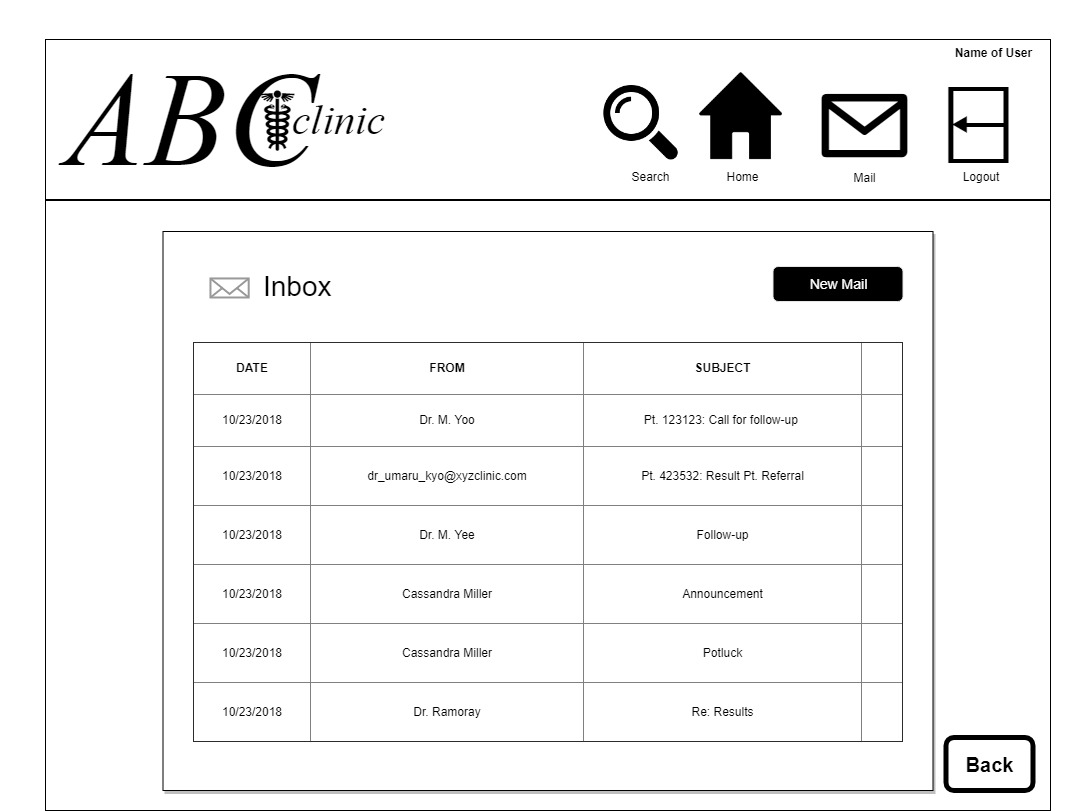 Name of User
ABC clinic
Search Home Mail Logout
Inbox
New Mail
DATE FROM SUBJECT
10/23/2018 Dr. M. Yoo Pt. 123123: Call for follow-up
10/23/2018 dr_umaru_kyo@xyzclinic.com Pt. 423532: Result Pt. Referral
10/23/2018 Dr. M. Yee Follow-up
10/23/2018 Cassandra Miller Announcement
10/23/2018 Cassandra Miller Potluck
10/23/2018 Dr. Ramoray Re: Results
Back